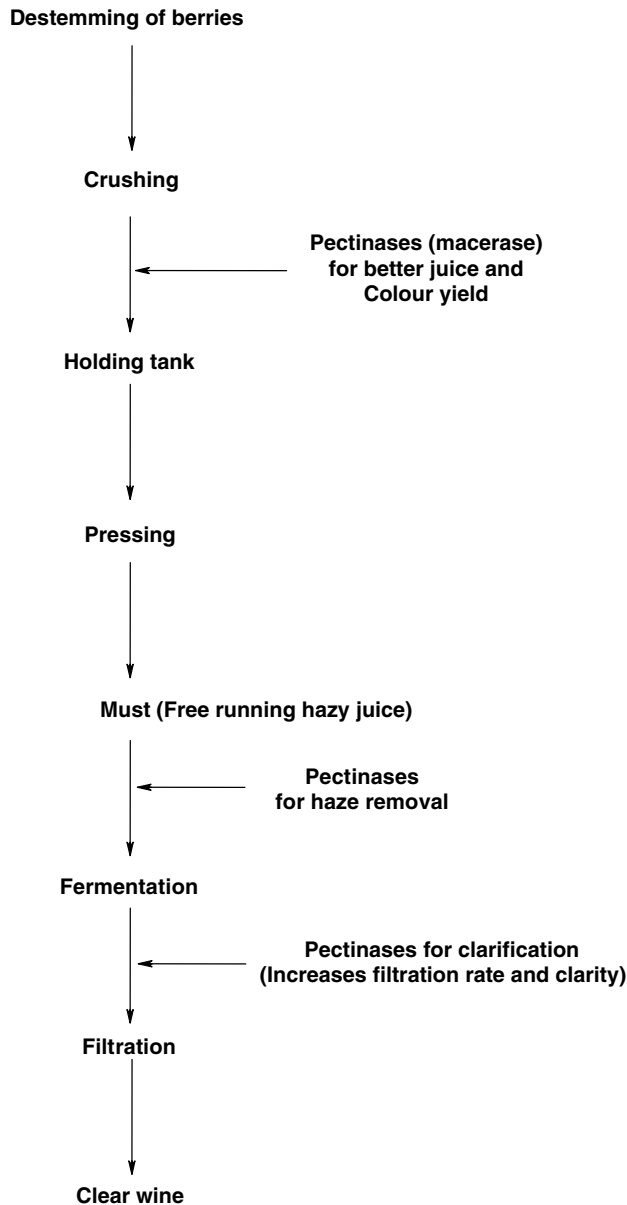 Destemming of berries
Crushing
Pectinases (macerase)
for better juice and
Colour yield
Holding tank
Pressing
Must (Free running hazy juice)
Pectinases
for haze removal
Fermentation
Pectinases for clarification
(Increases filtration rate and clarity)
Filtration
Clear wine